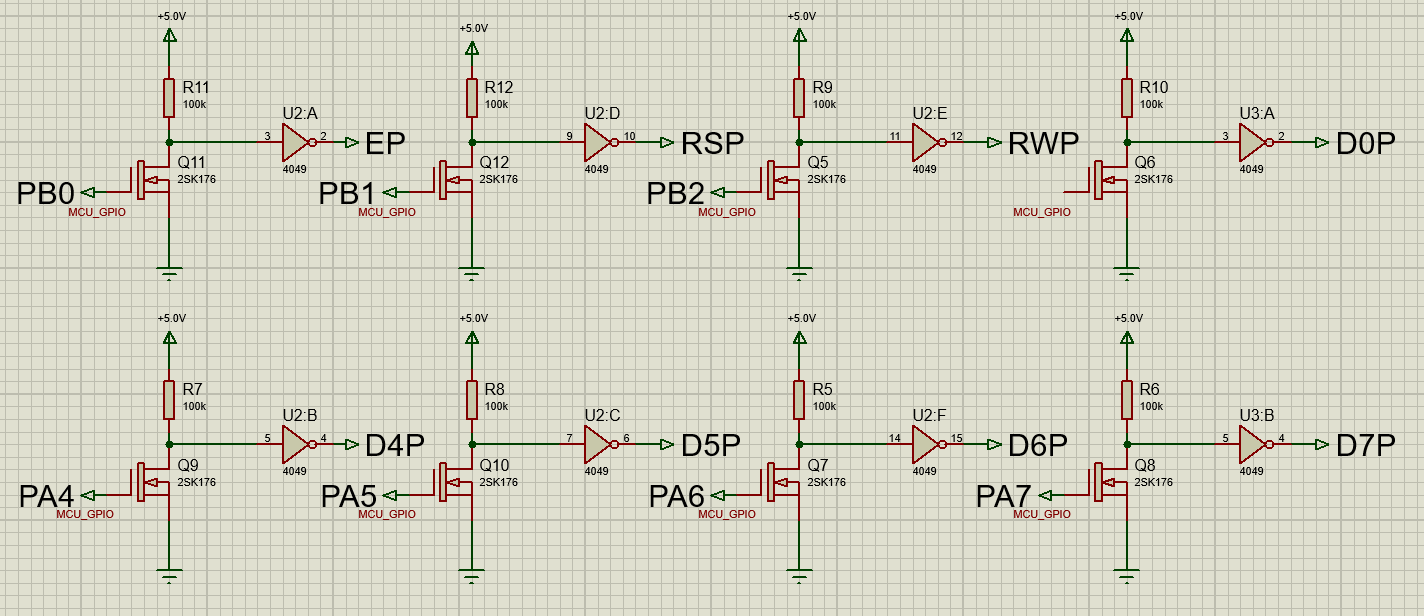 +5.0V
R11
100k
U2:A
3
2
EP
4049
Q11
2SK176
PB0
MCU_GPIO
+5.0V
R12
100k
U2:D
9
10
RSP
4049
Q12
2SK176
PB1
MCU_GPIO
+5.0V
R9
100k
U2:E
11
12
RWP
4049
Q5
2SK176
PB2
MCU_GPIO
+5.0V
R10
100k
U3:A
3
2
D0P
4049
Q6
2SK176
MCU_GPIO
+5.0V
R7
100k
U2:B
5
4
D4P
4049
Q9
2SK176
PA4
MCU_GPIO
+5.0V
R8
100k
U2:C
7
6
D5P
4049
Q10
2SK176
PA5
MCU_GPIO
+5.0V
R5
100k
U2:F
14
15
D6P
4049
Q7
2SK176
PA6
MCU_GPIO
+5.0V
R6
100k
U3:B
5
4
D7P
4049
Q8
2SK176
PA7
MCU_GPIO